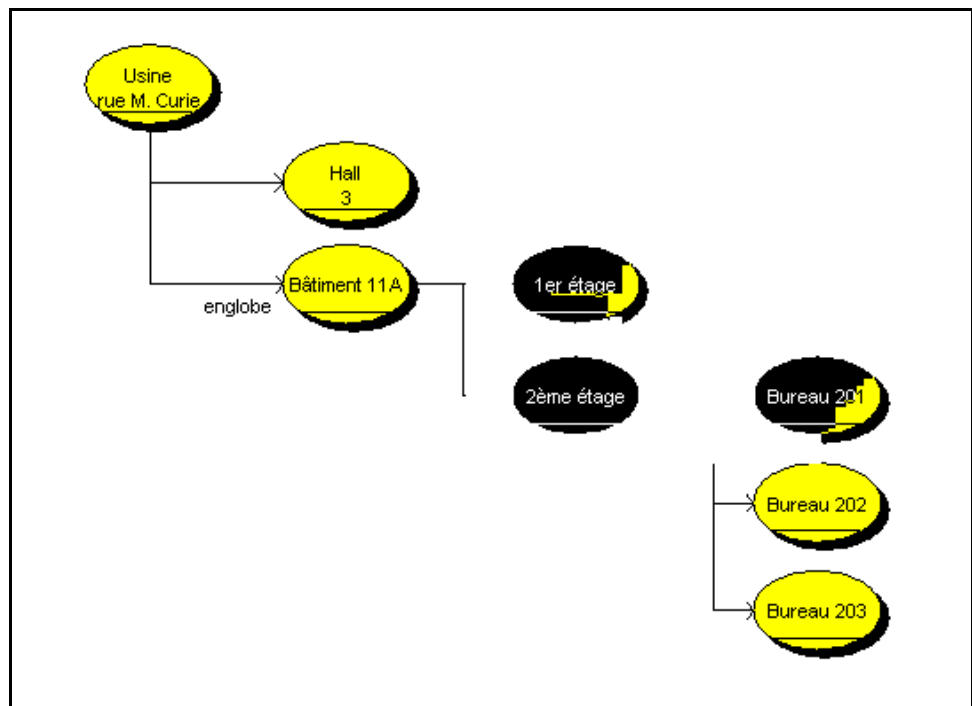 Usine
rue M. Curie
Hall
3
Bâtiment 11A
englobe
1er étage
2ème étage
Bureau 201
Bureau 202
Bureau 203